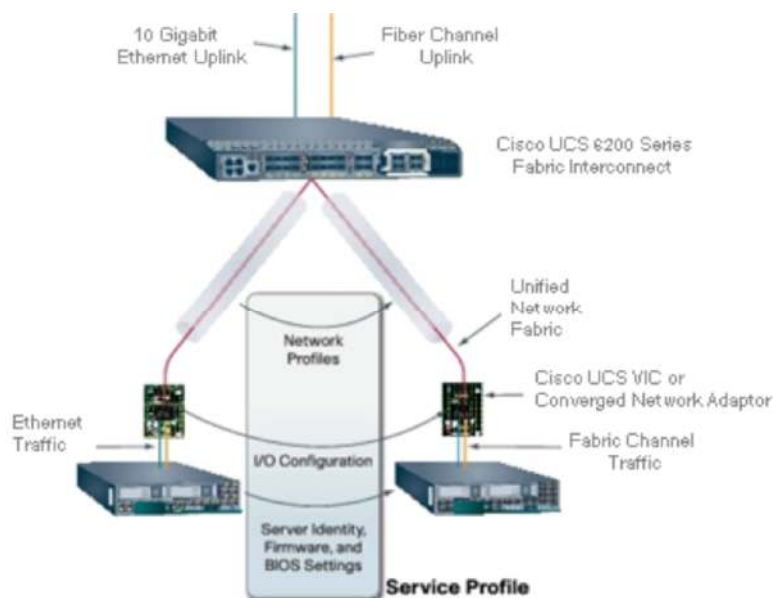 10 Gigabit
Ethernet Uplink
Fiber Channel
Uplink
Cisco UCS 6200 Series
Fabric Interconnect
Unified
Network
Fabric
Network
Profiles
Cisco UCS VIC or
Converged Network Adaptor
Ethernet
Traffic
Fabric Channel
Traffic
I/O Configuration
Server Identity,
Firmware, and
BIOS Settings
Service Profile